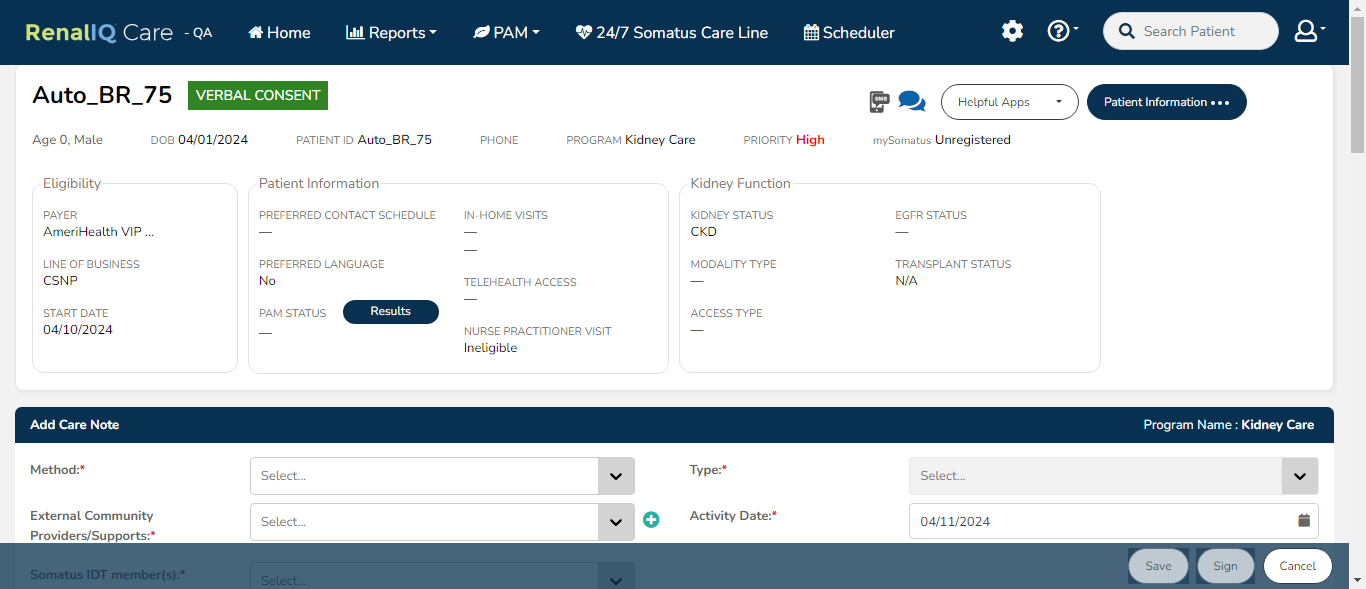 RenalIQ Care - QA Home Reports PAM 24/7 Somatus Care Line Scheduler Search Patient
Auto_BR_75 VERBAL CONSENT SMS Helpful Apps Patient Information
Age 0, Male DOB 04/01/2024 PATIENT ID Auto_BR_75 PHONE PROGRAM Kidney Care PRIORITY High mySomatus Unregistered
Eligibility
PAYER
AmeriHealth VIP ...
LINE OF BUSINESS
CSNP
START DATE
04/10/2024
Patient Information
PREFERRED CONTACT SCHEDULE
—
PREFERRED LANGUAGE
No
PAM STATUS Results
—
IN-HOME VISITS
—
—
TELEHEALTH ACCESS
—
NURSE PRACTITIONER VISIT
Ineligible
Kidney Function
KIDNEY STATUS
CKD
MODALITY TYPE
—
ACCESS TYPE
—
EGFR STATUS
—
TRANSPLANT STATUS
N/A
Add Care Note Program Name : Kidney Care
Method:* Select... Type:* Select...
External Community
Providers/Supports:* Select... Activity Date:* 04/11/2024
Somatus IDT member(s):* Select...
Save Sign Cancel